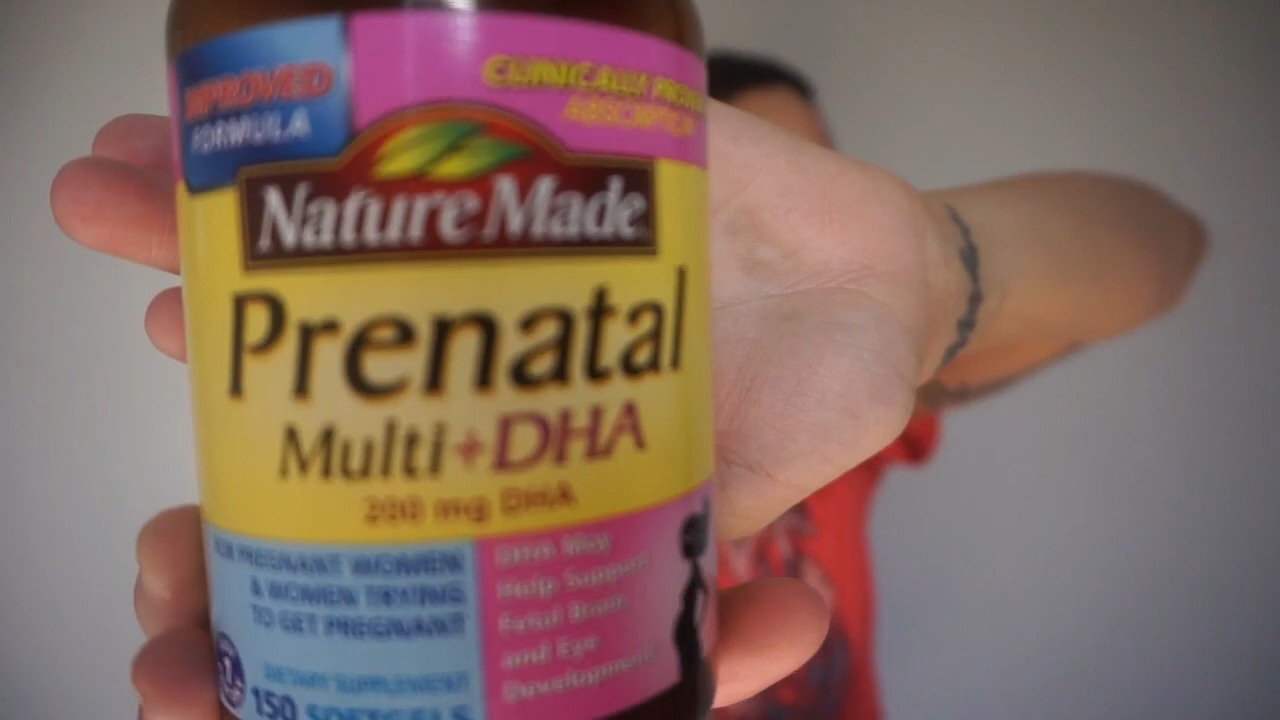 IMPROVED
FORMULA
CLINICALLY PROVEN
ABSORPTION
Nature Made
Prenatal
Multi+DHA
200 mg DHA
FOR PREGNANT WOMEN
& WOMEN TRYING
TO GET PREGNANT
DIETARY SUPPLEMENT
150 SOFTGELS
DHA May
Help Support
Fetal Brain
and Eye
Development